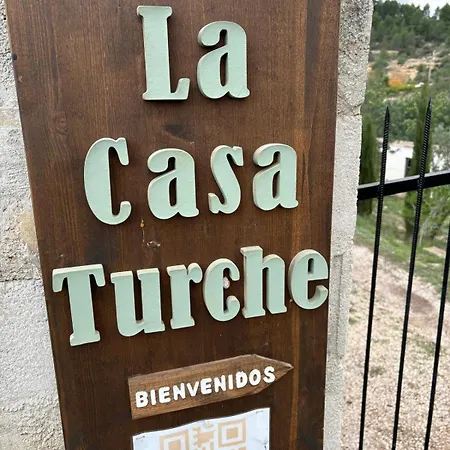 La
Casa
Turche
BIENVENIDOS